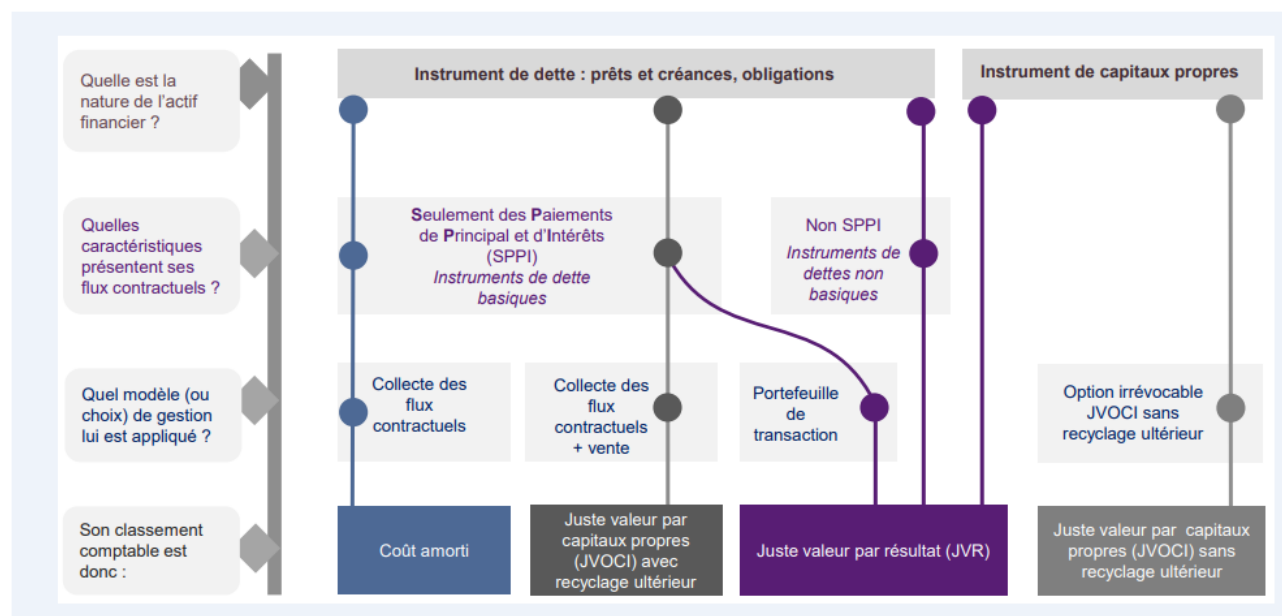 Quelle est la
nature de l'actif
financier ?
Instrument de dette : prêts et créances, obligations
Instrument de capitaux propres
Quelles
caractéristiques
présentent ses
flux contractuels ?
Seulement des Paiements
de Principal et d'Intérêts
(SPPI)
Instruments de dette
basiques
Non SPPI
Instruments de
dettes non
basiques
Quel modèle (ou
choix) de gestion
lui est appliqué ?
Collecte des
flux
contractuels
Collecte des
flux
contractuels
+ vente
Portefeuille
de
transaction
Option irrévocable
JVOCI sans
recyclage ultérieur
Son classement
comptable est
donc :
Coût amorti
Juste valeur par
capitaux propres
(JVOCI) avec
recyclage ultérieur
Juste valeur par résultat (JVR)
Juste valeur par capitaux
propres (JVOCI) sans
recyclage ultérieur